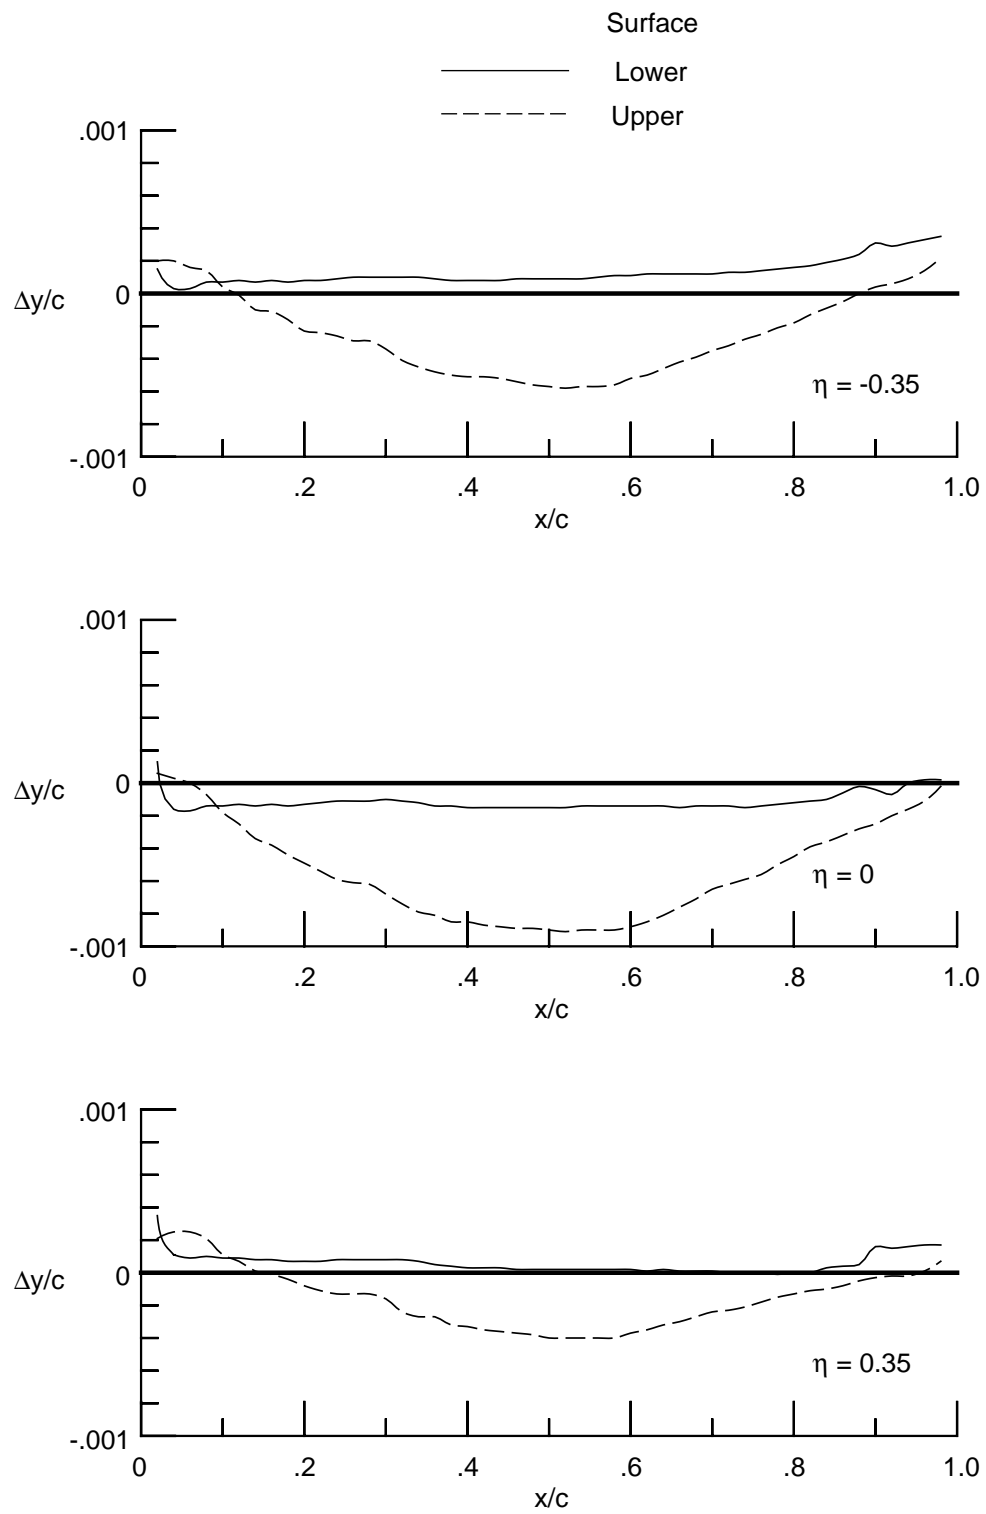 Surface
Lower
Upper
.001
Δy/c
0
η = -0.35
-.001
0 .2 .4 .6 .8 1.0
x/c
.001
Δy/c
0
η = 0
-.001
0 .2 .4 .6 .8 1.0
x/c
.001
Δy/c
0
η = 0.35
-.001
0 .2 .4 .6 .8 1.0
x/c